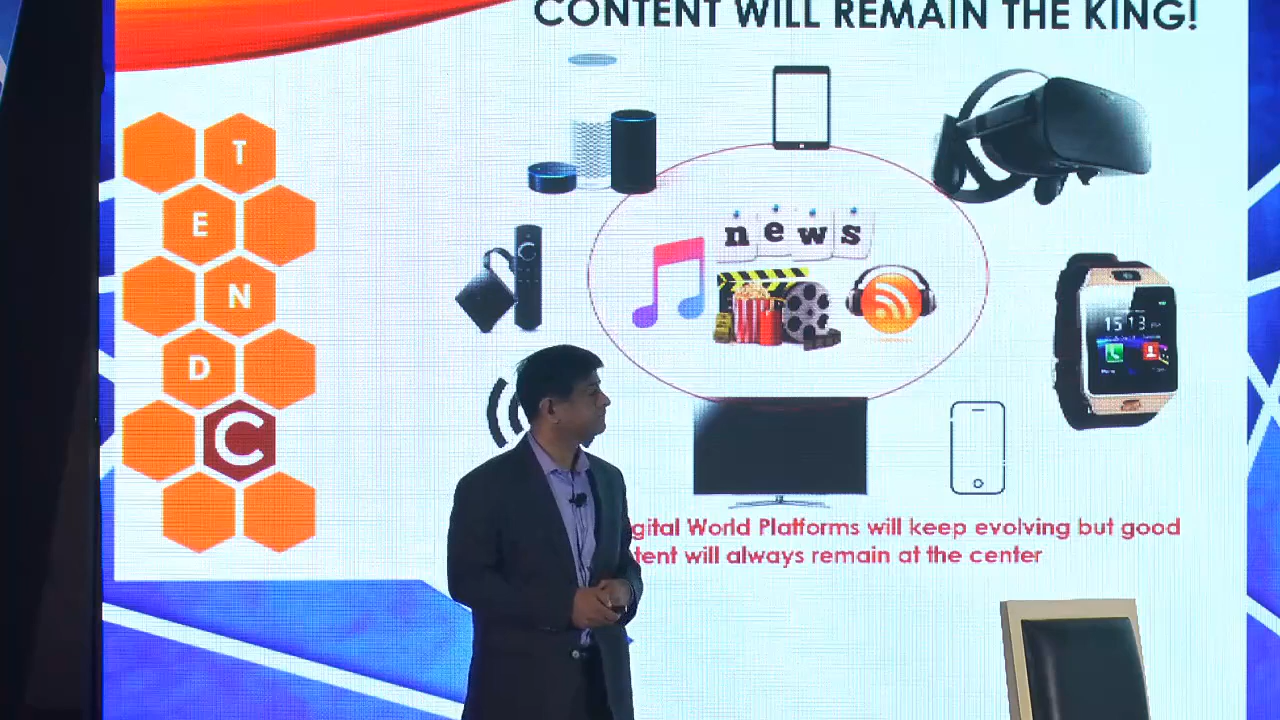 CONTENT WILL REMAIN THE KING!
T
E
N
D
C
news
15 13
gital World Platforms will keep evolving but good
tent will always remain at the center